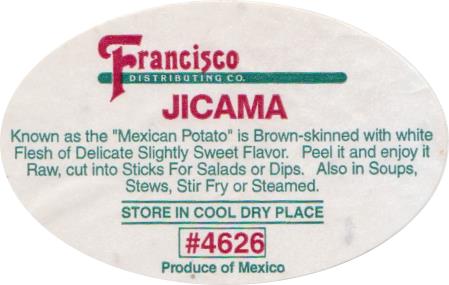 Francisco
DISTRIBUTING CO.
JICAMA
Known as the "Mexican Potato" is Brown-skinned with white
Flesh of Delicate Slightly Sweet Flavor. Peel it and enjoy it
Raw, cut into Sticks For Salads or Dips. Also in Soups,
Stews, Stir Fry or Steamed.
STORE IN COOL DRY PLACE
#4626
Produce of Mexico